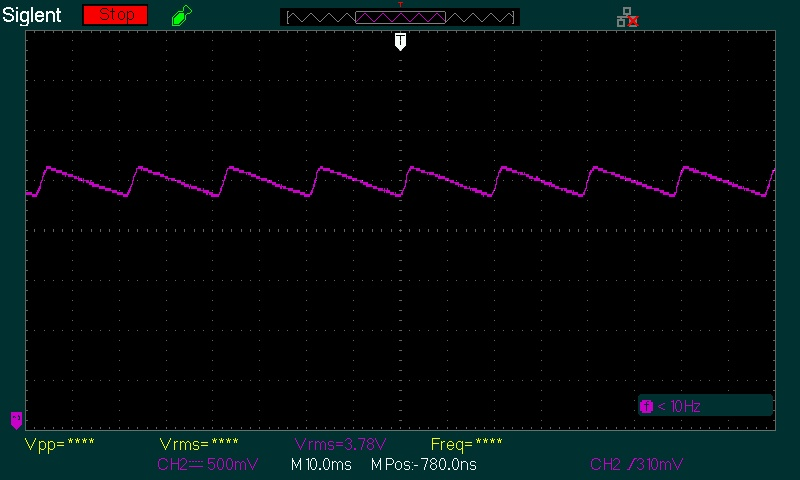 Siglent Stop T
T
f < 10Hz
Vpp=**** Vrms=**** Vrms=3.78V Freq=****
CH2 500mV M 10.0ms M Pos:-780.0ns CH2 310mV